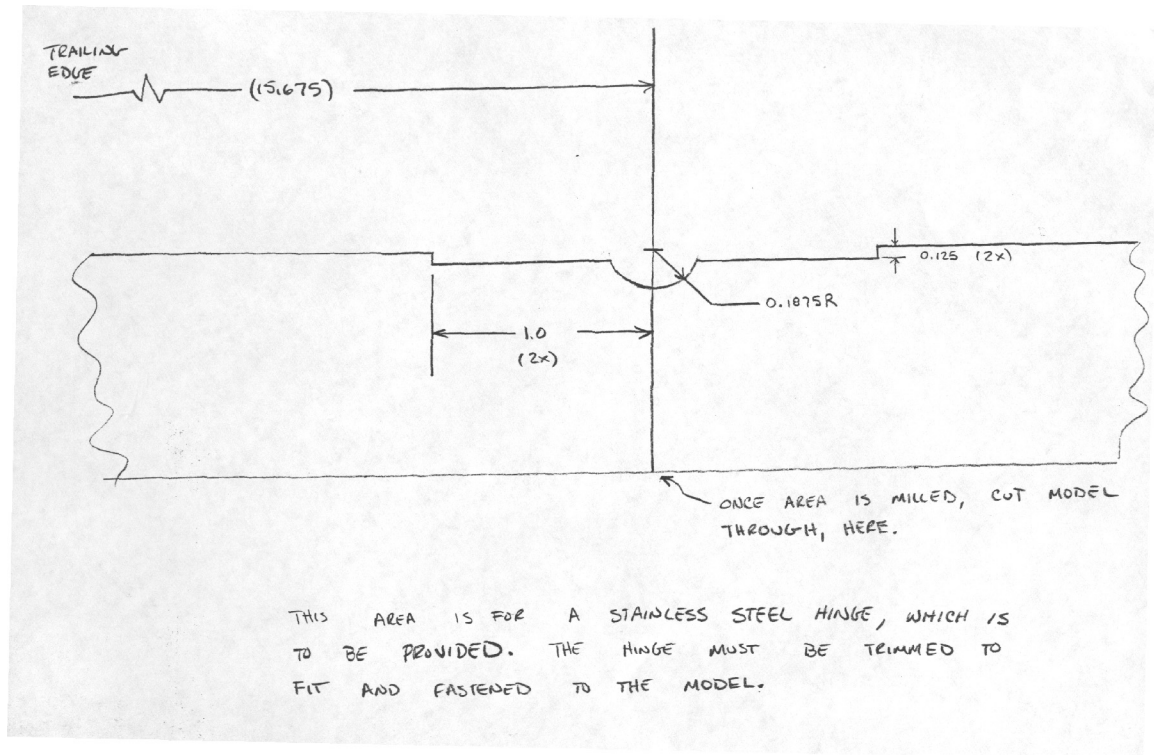 TRAILING
EDGE
(15.675)
0.125 (2x)
0.1875R
1.0
(2x)
ONCE AREA IS MILLED, CUT MODEL
THROUGH, HERE.
THIS AREA IS FOR A STAINLESS STEEL HINGE, WHICH IS
TO BE PROVIDED. THE HINGE MUST BE TRIMMED TO
FIT AND FASTENED TO THE MODEL.